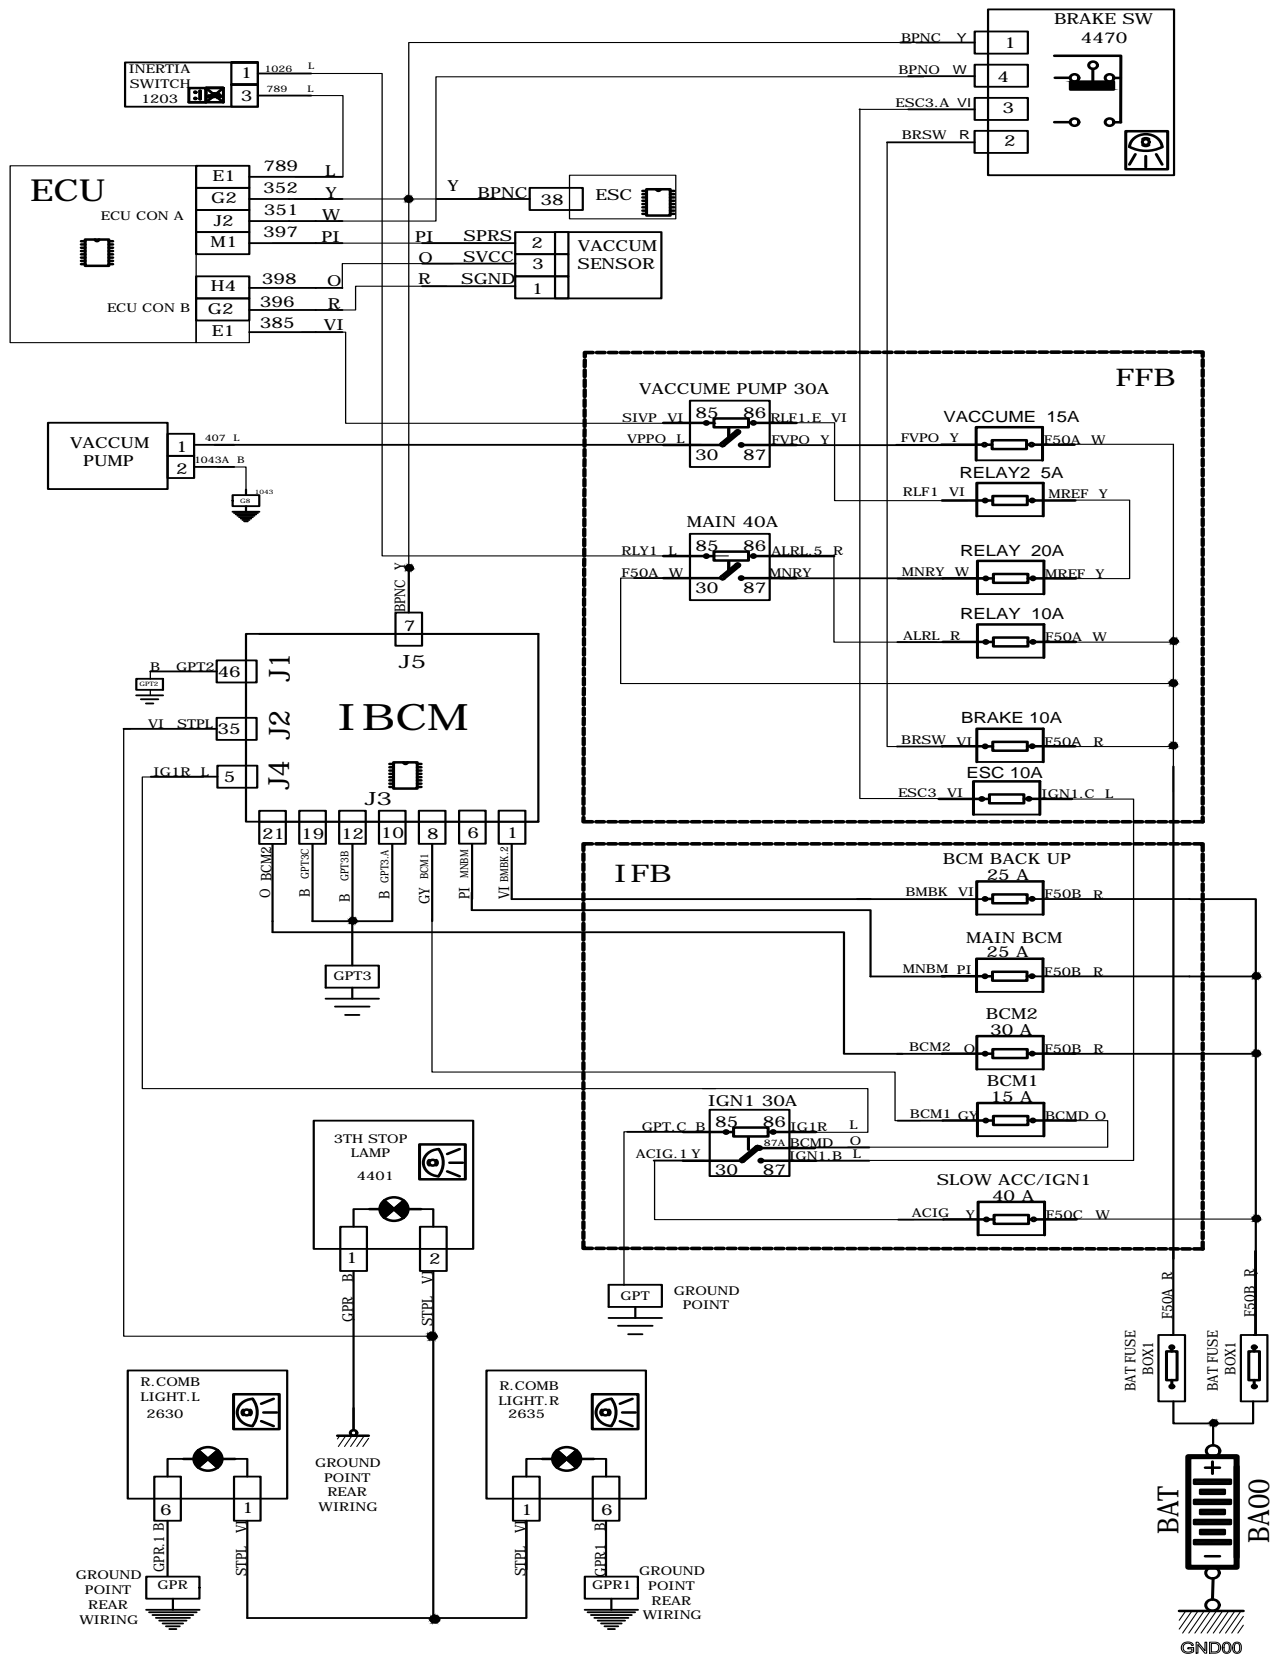 BRAKE SW
4470
BPNC Y 1
BPNO W 4
ESC3.A VI 3
BRSW R 2
INERTIA
SWITCH
1203
1 1026 L
3 789 L
ECU
ECU CON A
E1 789 L
G2 352 Y
J2 351 W
M1 397 PI
ECU CON B
H4 398 O
G2 396 R
E1 385 VI
Y BPNC 38 ESC
PI SPRS 2
O SVCC 3
R SGND 1
VACCUM
SENSOR
FFB
VACCUME PUMP 30A
SIVP VI 85 86 RLF1.E VI
VPPO L 30 87 FVPO Y
VACCUME 15A
FVPO Y F50A W
RELAY2 5A
RLF1 VI MREF Y
VACCUM
PUMP
1 407 L
2 1043A B
1043
G8
MAIN 40A
RLY1 L 85 86 ALRL.5 R
F50A W 30 87 MNRY
RELAY 20A
MNRY W MREF Y
RELAY 10A
ALRL R F50A W
BRAKE 10A
BRSW VI F50A R
ESC 10A
ESC3 VI IGN1.C L
BPNC Y
7
J5
IBCM
B GPT2 46 J1
GPT2
VI STPL 35 J2
IG1R L 5 J4
J3
21 19 12 10 8 6 1
O BCM2
B GPT3C
B GPT3B
B GPT3.A
GY BCM1
PI MNBM
VI BMBK.2
GPT3
IFB
BCM BACK UP
25 A
BMBK VI F50B R
MAIN BCM
25 A
MNBM PI F50B R
BCM2
30 A
BCM2 O F50B R
BCM1
15 A
BCM1 GY BCMD O
IGN1 30A
GPT.C B 85 86 IG1R L
87A BCMD O
ACIG.1 Y 30 87 IGN1.B L
SLOW ACC/IGN1
40 A
ACIG Y F50C W
GPT
GROUND
POINT
3TH STOP
LAMP
4401
1 2
GPR B
STPL VI
F50A R
F50B R
BAT FUSE
BOX1
BAT FUSE
BOX1
R.COMB
LIGHT.L
2630
6 1
GPR.1 B
STPL VI
GROUND
POINT
REAR
WIRING
GPR
GROUND
POINT
REAR
WIRING
R.COMB
LIGHT.R
2635
1 6
STPL VI
GPR1 B
GPR1
GROUND
POINT
REAR
WIRING
BAT
+
−
BA00
GND00